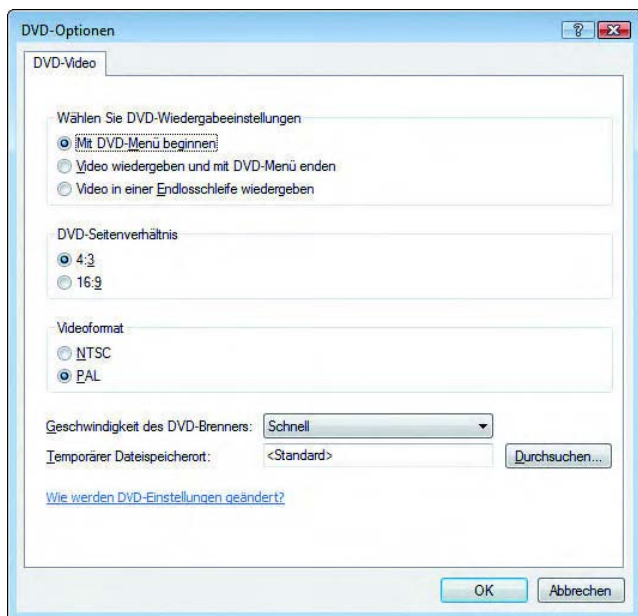 DVD-Optionen
DVD-Video
Wählen Sie DVD-Wiedergabeeinstellungen
Mit DVD-Menü beginnen
Video wiedergeben und mit DVD-Menü enden
Video in einer Endlosschleife wiedergeben
DVD-Seitenverhältnis
4:3
16:9
Videoformat
NTSC
PAL
Geschwindigkeit des DVD-Brenners: Schnell
Temporärer Dateispeicherort: <Standard> Durchsuchen...
Wie werden DVD-Einstellungen geändert?
OK Abbrechen